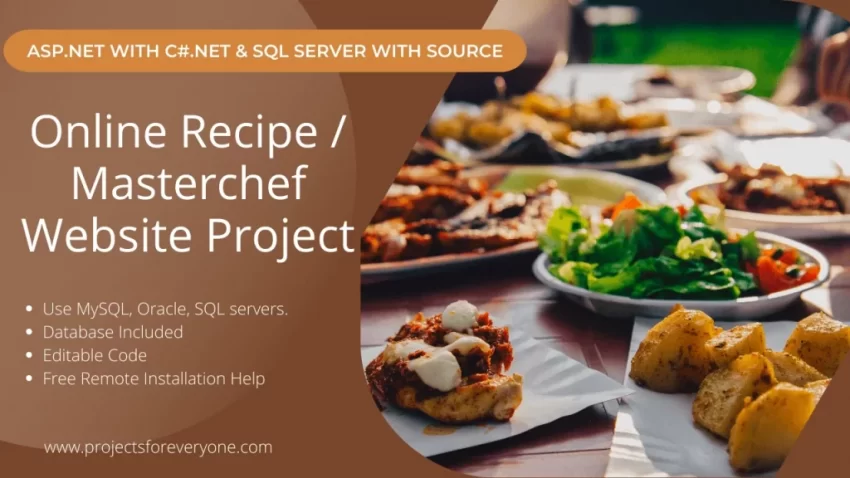 ASP.NET WITH C#.NET & SQL SERVER WITH SOURCE
Online Recipe /
Masterchef
Website Project
• Use MySQL, Oracle, SQL servers.
• Database Included
• Editable Code
• Free Remote Installation Help
www.projectsforeveryone.com